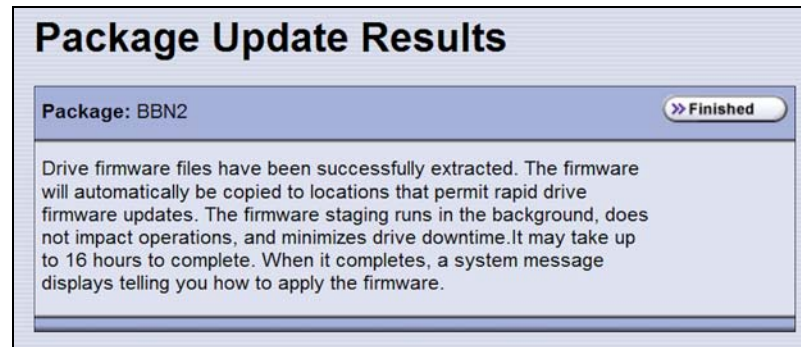 Package Update Results
Package: BBN2
Finished
Drive firmware files have been successfully extracted. The firmware
will automatically be copied to locations that permit rapid drive
firmware updates. The firmware staging runs in the background, does
not impact operations, and minimizes drive downtime.It may take up
to 16 hours to complete. When it completes, a system message
displays telling you how to apply the firmware.